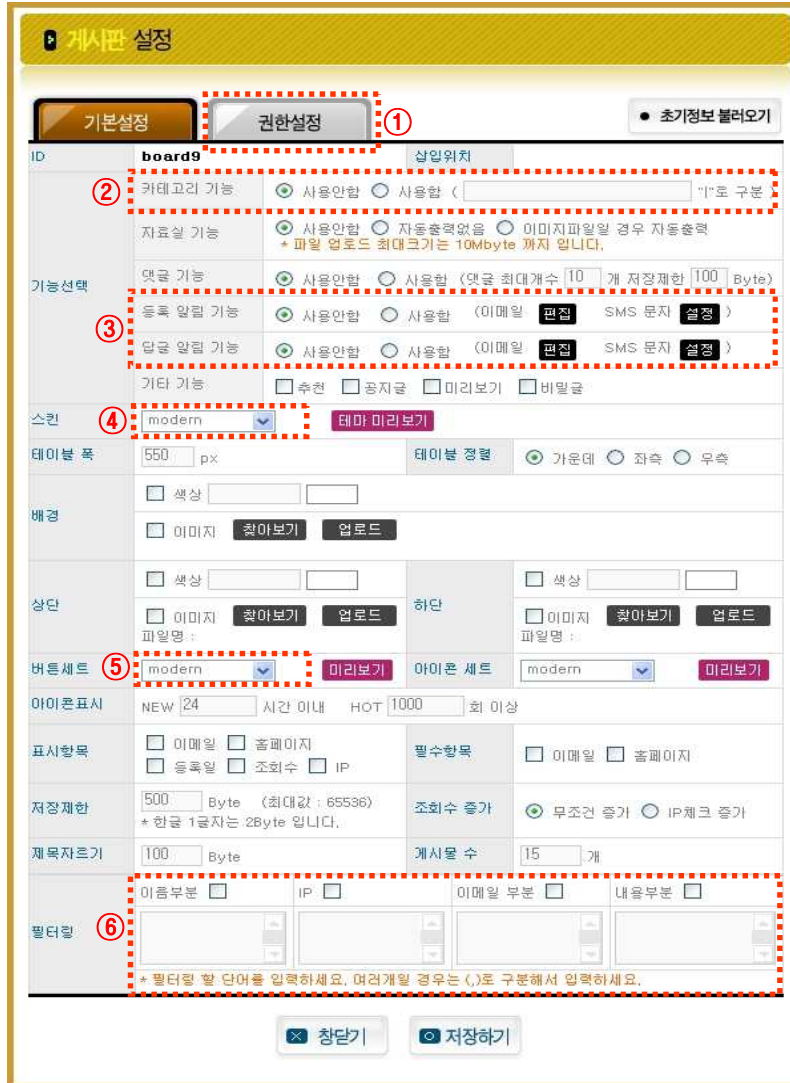 게시판 설정
기본설정 권한설정 ① ● 초기정보 불러오기
ID board9 삽입위치
② 카테고리 기능 사용안함 사용함 ( "|"로 구분 )
자료실 기능 사용안함 자동출력없음 이미지파일일 경우 자동출력
* 파일 업로드 최대크기는 10Mbyte 까지 입니다.
기능선택
댓글 기능 사용안함 사용함 (댓글 최대개수 10 개 저장제한 100 Byte)
③ 등록 알림 기능 사용안함 사용함 (이메일 편집 SMS 문자 설정 )
답글 알림 기능 사용안함 사용함 (이메일 편집 SMS 문자 설정 )
기타 기능 추천 공지글 미리보기 비밀글
스킨 ④ modern 테마 미리보기
테이블 폭 550 px 테이블 정렬 가운데 좌측 우측
배경 색상
이미지 찾아보기 업로드
상단 색상 하단 색상
이미지 찾아보기 업로드 이미지 찾아보기 업로드
파일명 : 파일명 :
버튼세트 ⑤ modern 미리보기 아이콘 세트 modern 미리보기
아이콘표시 NEW 24 시간 이내 HOT 1000 회 이상
표시항목 이메일 홈페이지 필수항목 이메일 홈페이지
등록일 조회수 IP
저장제한 500 Byte (최대값 : 65536) 조회수 증가 무조건 증가 IP체크 증가
* 한글 1글자는 2Byte 입니다.
제목자르기 100 Byte 게시물 수 15 개
필터링 ⑥ 이음부분 IP 이메일 부분 내용부분
* 필터링 할 단어를 입력하세요. 여러개일 경우는 (,)로 구분해서 입력하세요.
창닫기 저장하기